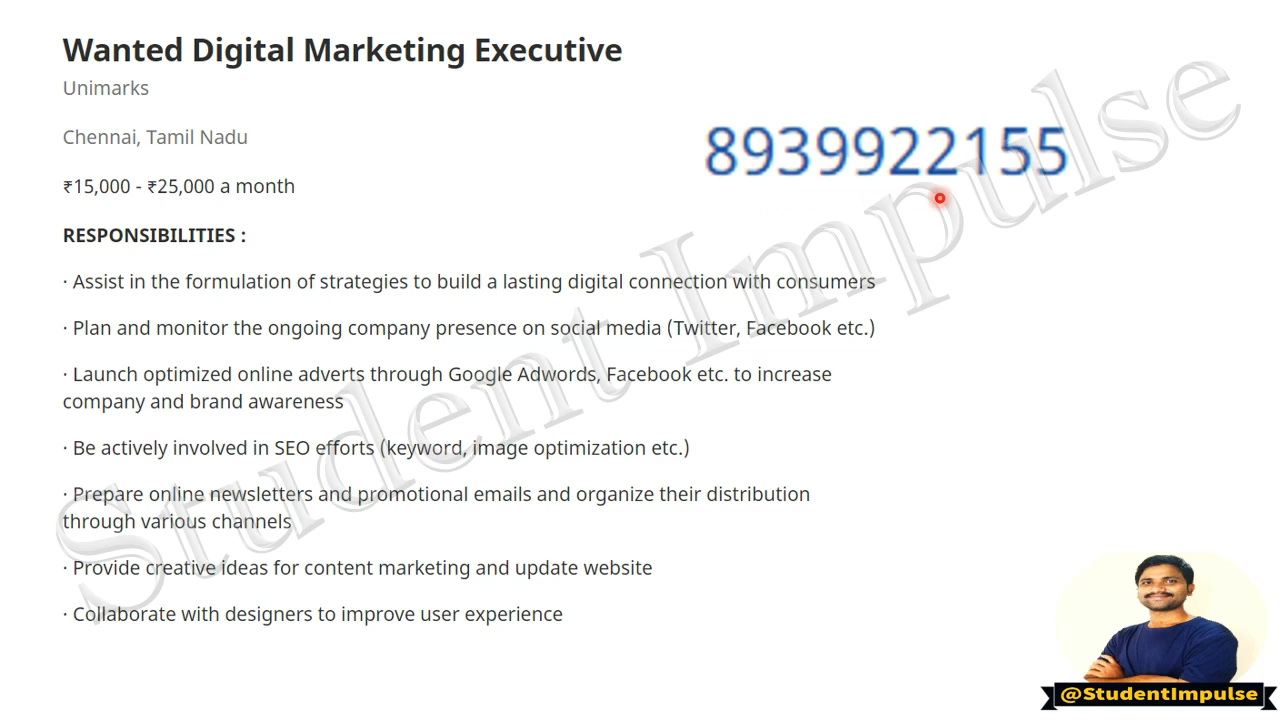 Wanted Digital Marketing Executive
Unimarks
Chennai, Tamil Nadu
8939922155
₹15,000 - ₹25,000 a month
RESPONSIBILITIES :
· Assist in the formulation of strategies to build a lasting digital connection with consumers
· Plan and monitor the ongoing company presence on social media (Twitter, Facebook etc.)
· Launch optimized online adverts through Google Adwords, Facebook etc. to increase
company and brand awareness
· Be actively involved in SEO efforts (keyword, image optimization etc.)
· Prepare online newsletters and promotional emails and organize their distribution
through various channels
· Provide creative ideas for content marketing and update website
· Collaborate with designers to improve user experience
Student Impulse
@StudentImpulse